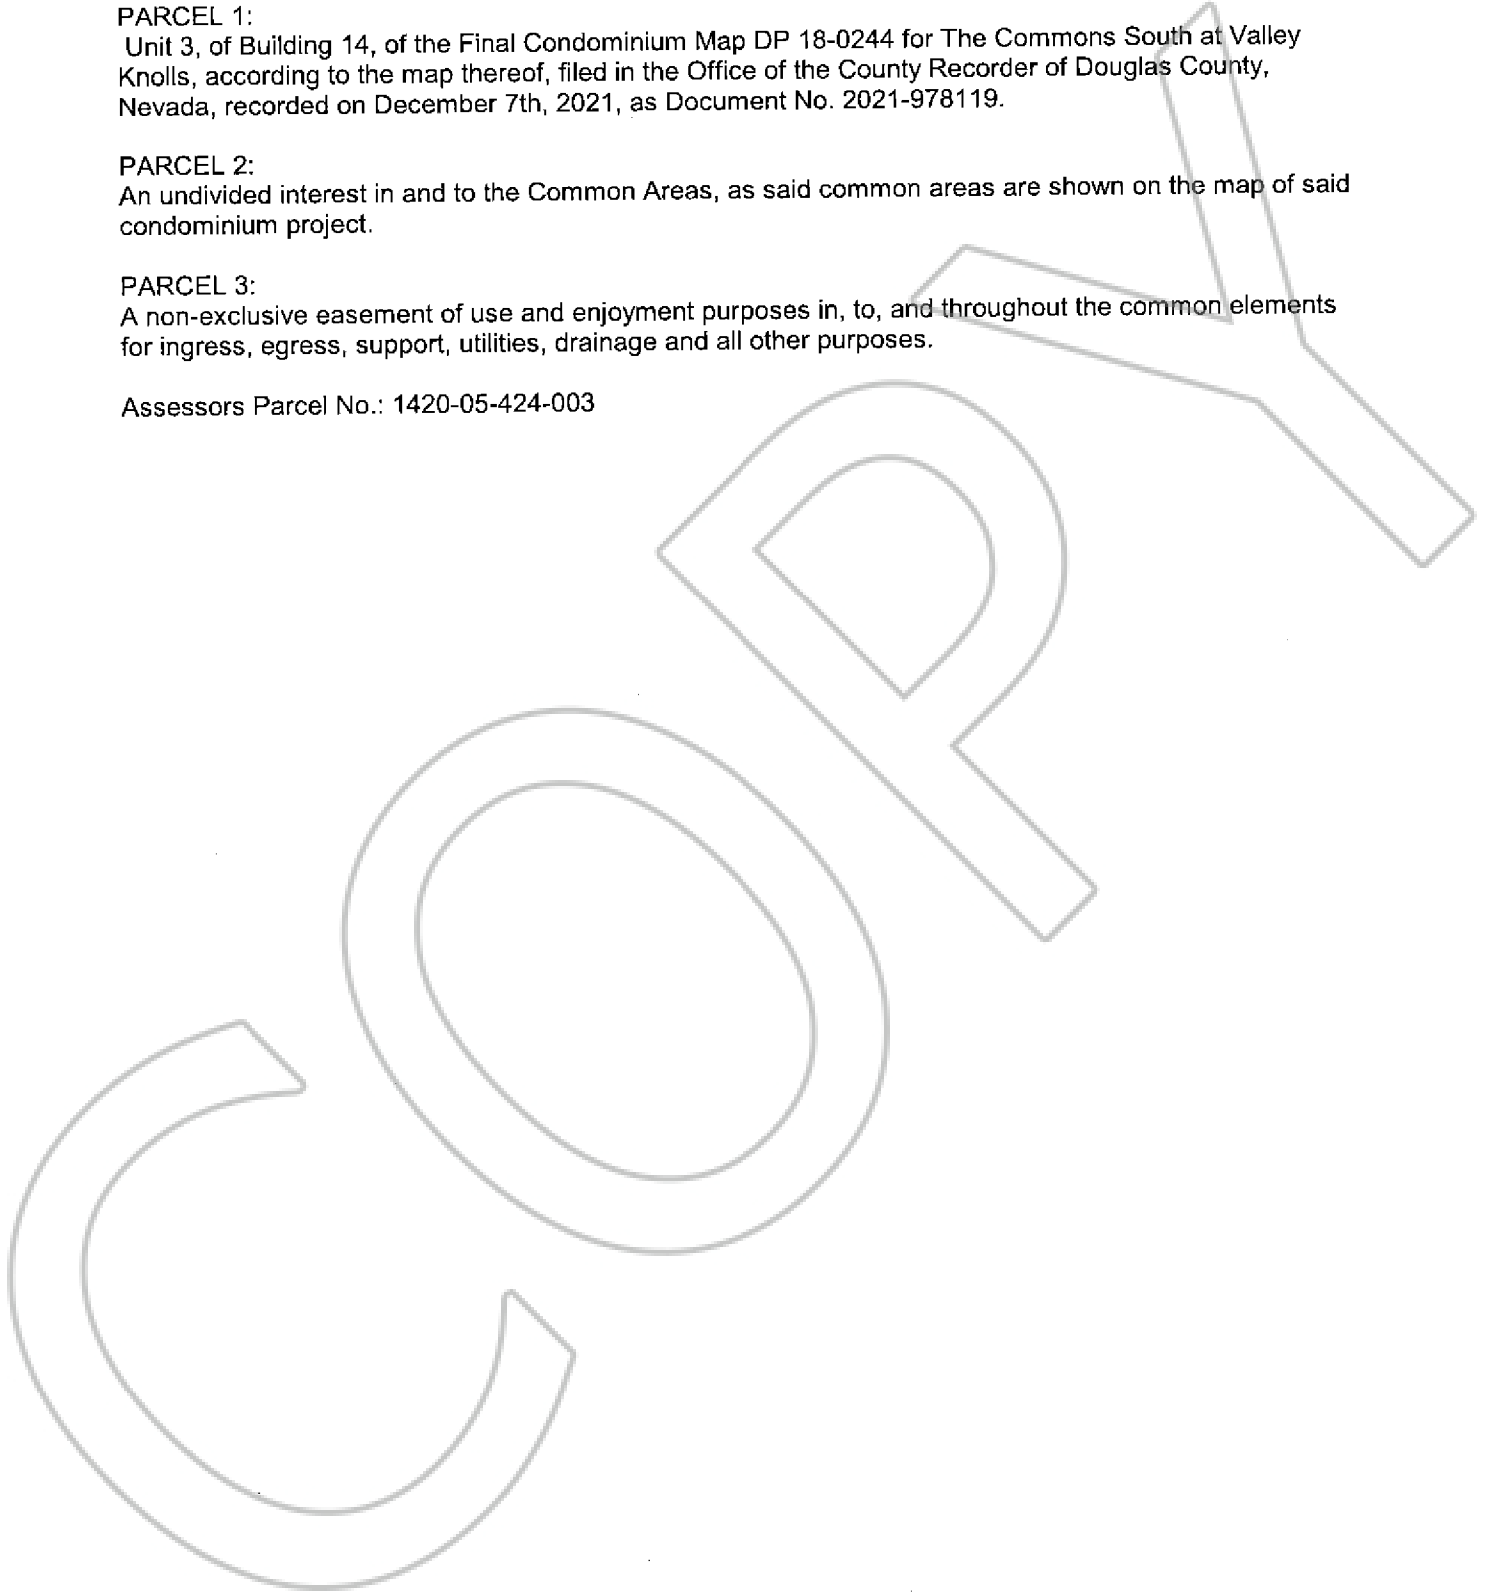 PARCEL 1:
Unit 3, of Building 14, of the Final Condominium Map DP 18-0244 for The Commons South at Valley
Knolls, according to the map thereof, filed in the Office of the County Recorder of Douglas County,
Nevada, recorded on December 7th, 2021, as Document No. 2021-978119.
PARCEL 2:
An undivided interest in and to the Common Areas, as said common areas are shown on the map of said
condominium project.
PARCEL 3:
A non-exclusive easement of use and enjoyment purposes in, to, and throughout the common elements
for ingress, egress, support, utilities, drainage and all other purposes.
Assessors Parcel No.: 1420-05-424-003
COPY